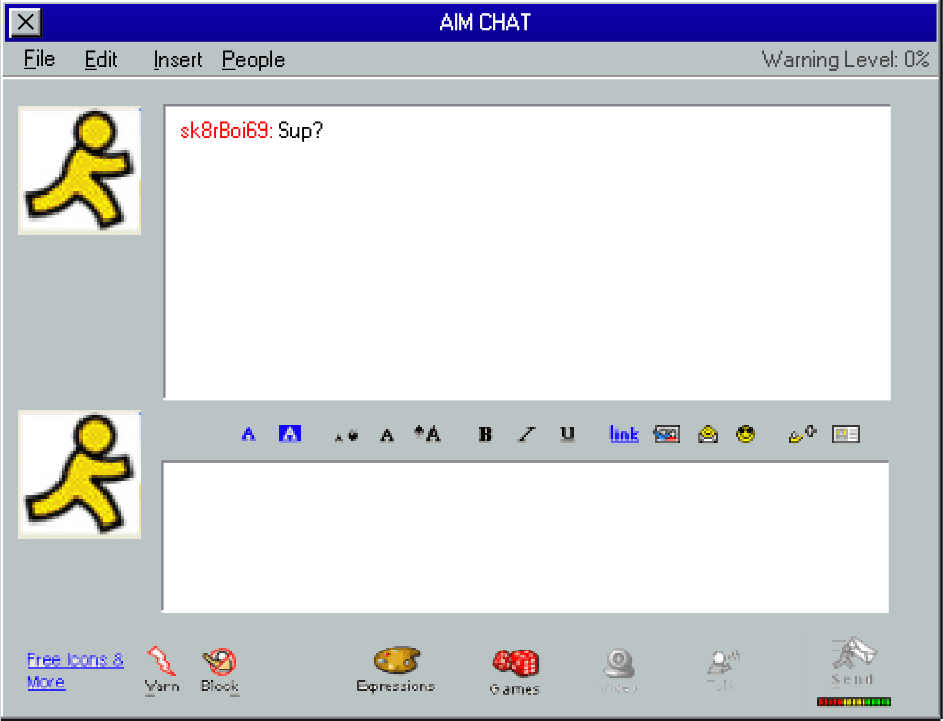 AIM CHAT
File Edit Insert People Warning Level: 0%
sk8rBoi69: Sup?
A A A A A B I U link
Free Icons &
More
Warn Block Expressions Games Video Talk Send